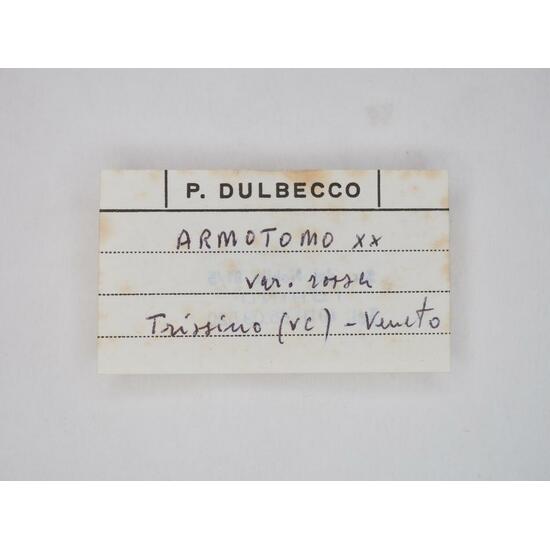 P. DULBECCO
ARMOTOMO xx
var. rossa
Trissino (VC) - Veneto